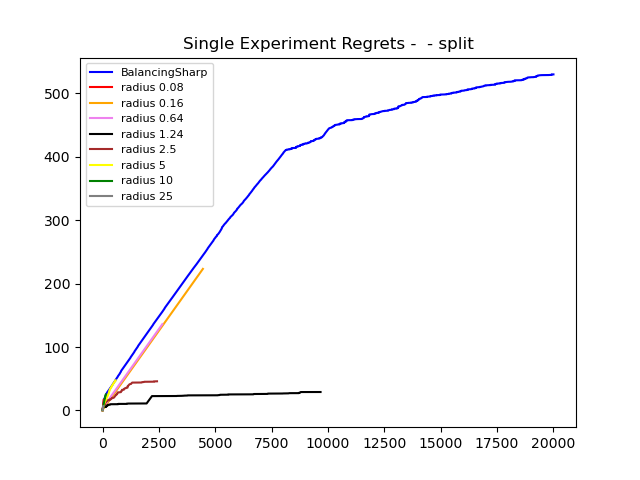 Single Experiment Regrets -  - split
BalancingSharp
radius 0.08
radius 0.16
radius 0.64
radius 1.24
radius 2.5
radius 5
radius 10
radius 25
500
400
300
200
100
0
0 2500 5000 7500 10000 12500 15000 17500 20000